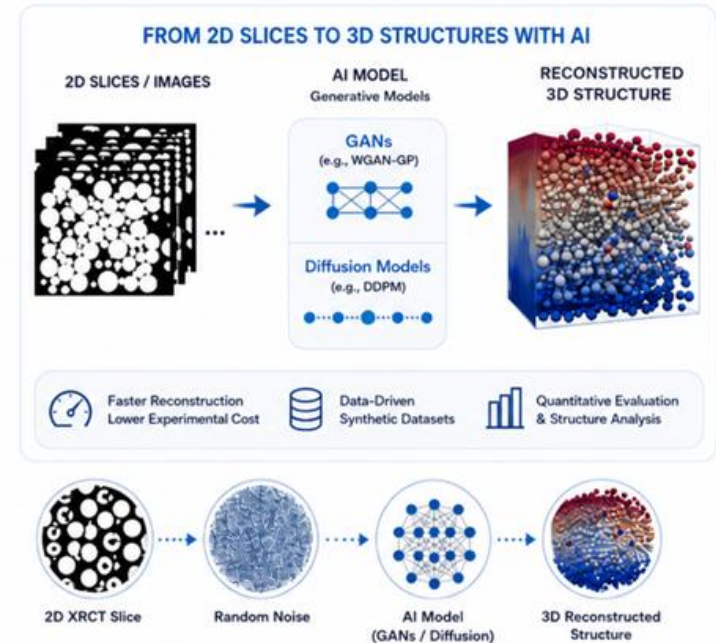 FROM 2D SLICES TO 3D STRUCTURES WITH AI
2D SLICES / IMAGES
AI MODEL
Generative Models
RECONSTRUCTED
3D STRUCTURE
GANs
(e.g., WGAN-GP)
...
Diffusion Models
(e.g., DDPM)
Faster Reconstruction
Lower Experimental Cost
Data-Driven
Synthetic Datasets
Quantitative Evaluation
& Structure Analysis
2D XRCT Slice
Random Noise
AI Model
(GANs / Diffusion)
3D Reconstructed
Structure